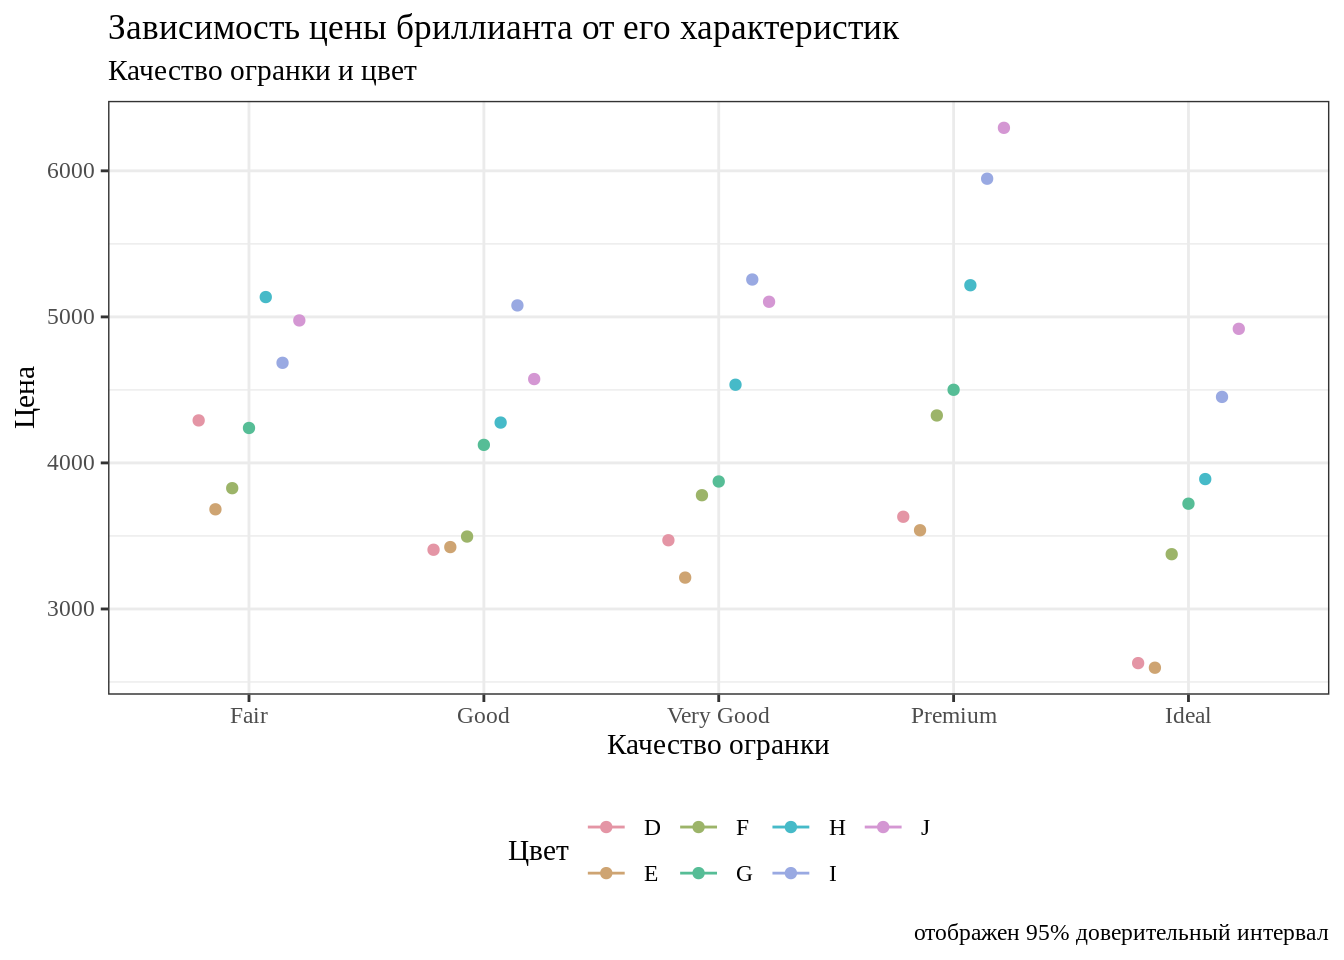 Зависимость цены бриллианта от его характеристик
Качество огранки и цвет
6000
5000
4000
3000
Цена
Fair Good Very Good Premium Ideal
Качество огранки
Цвет
D F H J
E G I
отображен 95% доверительный интервал